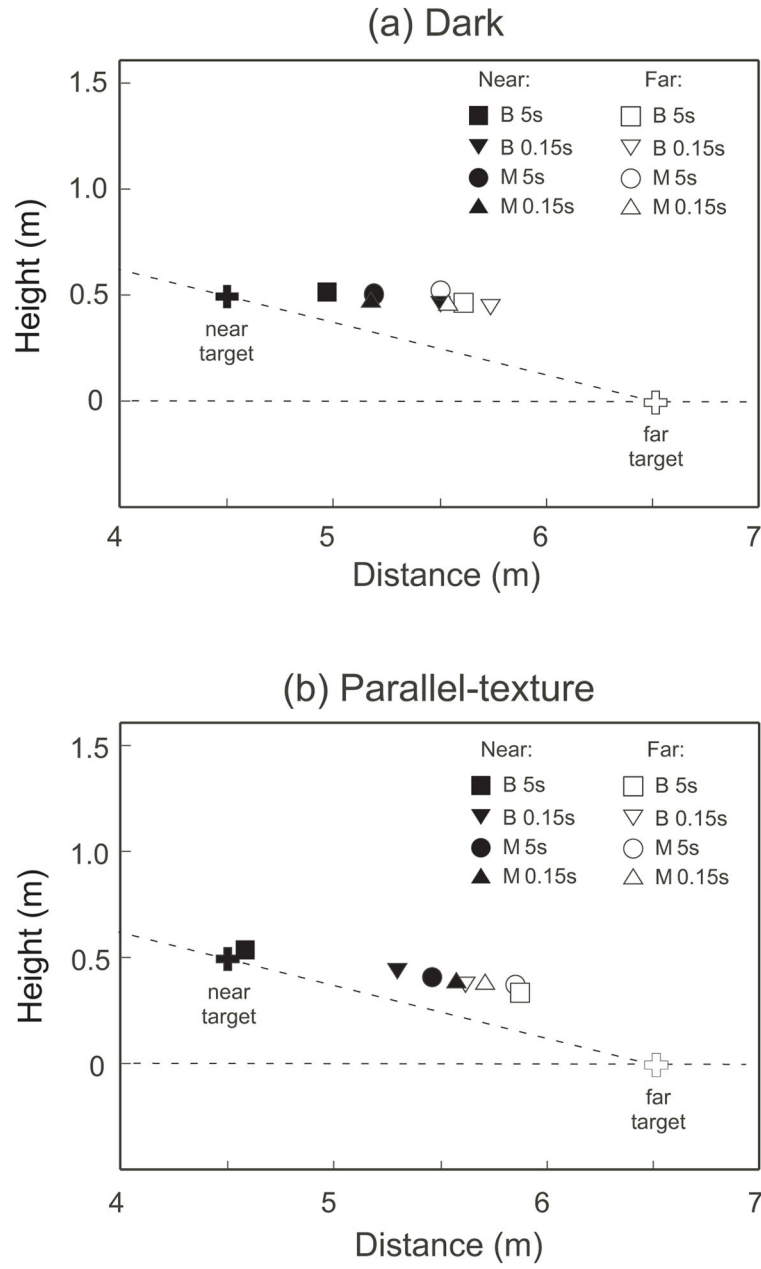 (a) Dark
1.5
1.0
0.5
0
Height (m)
Near: Far:
B 5s B 5s
B 0.15s B 0.15s
M 5s M 5s
M 0.15s M 0.15s
near
target
far
target
4 5 6 7
Distance (m)
(b) Parallel-texture
1.5
1.0
0.5
0
Height (m)
Near: Far:
B 5s B 5s
B 0.15s B 0.15s
M 5s M 5s
M 0.15s M 0.15s
near
target
far
target
4 5 6 7
Distance (m)